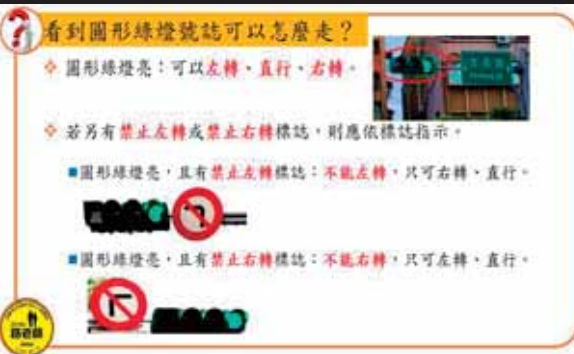 看到圓形綠燈號誌可以怎麼走？
圓形綠燈亮：可以左轉、直行、右轉。
若另有禁止左轉或禁止右轉標誌，則應依標誌指示。
圓形綠燈亮，且有禁止左轉標誌：不能左轉，只可右轉、直行。
圓形綠燈亮，且有禁止右轉標誌：不能右轉，只可左轉、直行。
路老師